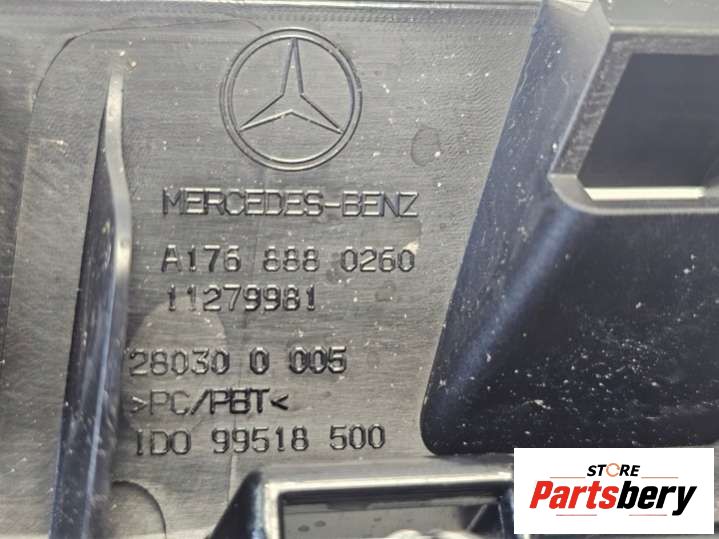 MERCEDES-BENZ
A176 888 0260
11279981
28030 0 005
>PC/PBT<
1D0 99518 500
STORE
Partsbery